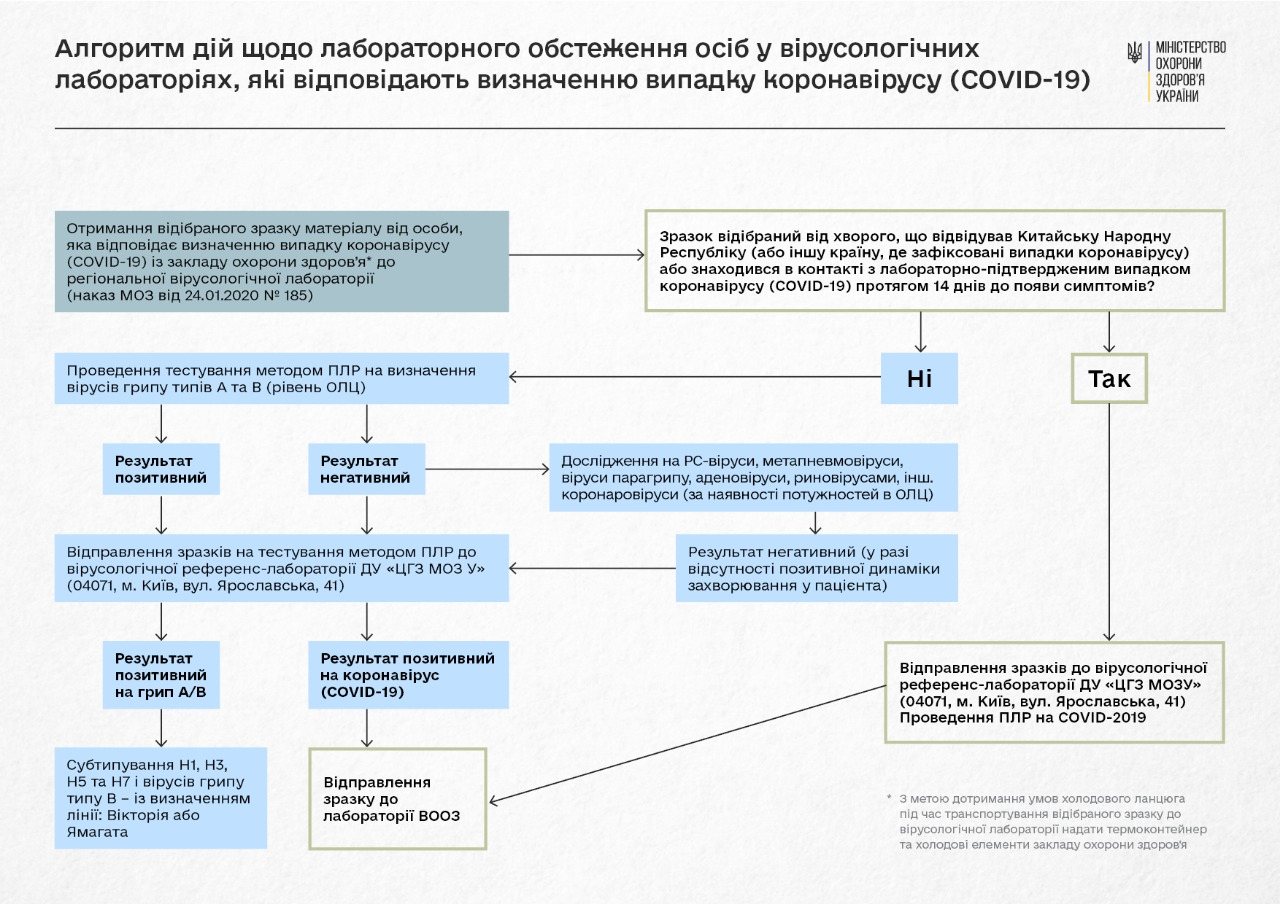 Алгоритм дій щодо лабораторного обстеження осіб у вірусологічних
лабораторіях, які відповідають визначенню випадку коронавірусу (COVID-19)
МІНІСТЕРСТВО
ОХОРОНИ
ЗДОРОВ'Я
УКРАЇНИ
Отримання відібраного зразку матеріалу від особи,
яка відповідає визначенню випадку коронавірусу
(COVID-19) із закладу охорони здоров'я* до
регіональної вірусологічної лабораторії
(наказ МОЗ від 24.01.2020 № 185)
Зразок відібраний від хворого, що відвідував Китайську Народну
Республіку (або іншу країну, де зафіксовані випадки коронавірусу)
або знаходився в контакті з лабораторно-підтвердженим випадком
коронавірусу (COVID-19) протягом 14 днів до появи симптомів?
Проведення тестування методом ПЛР на визначення
вірусів грипу типів А та В (рівень ОЛЦ)
Ні
Так
Результат
позитивний
Результат
негативний
Дослідження на РС-віруси, метапневмовіруси,
віруси парагрипу, аденовіруси, риновірусами, інш.
коронаровіруси (за наявності потужностей в ОЛЦ)
Відправлення зразків на тестування методом ПЛР до
вірусологічної референс-лабораторії ДУ «ЦГЗ МОЗ У»
(04071, м. Київ, вул. Ярославська, 41)
Результат негативний (у разі
відсутності позитивної динаміки
захворювання у пацієнта)
Результат
позитивний
на грип А/В
Результат позитивний
на коронавірус
(COVID-19)
Відправлення зразків до вірусологічної
референс-лабораторії ДУ «ЦГЗ МОЗУ»
(04071, м. Київ, вул. Ярославська, 41)
Проведення ПЛР на COVID-2019
Субтипування Н1, Н3,
Н5 та Н7 і вірусів грипу
типу В – із визначенням
лінії: Вікторія або
Ямагата
Відправлення
зразку до
лабораторії ВООЗ
* З метою дотримання умов холодового ланцюга
під час транспортування відібраного зразку до
вірусологічної лабораторії надати термоконтейнер
та холодові елементи закладу охорони здоров'я